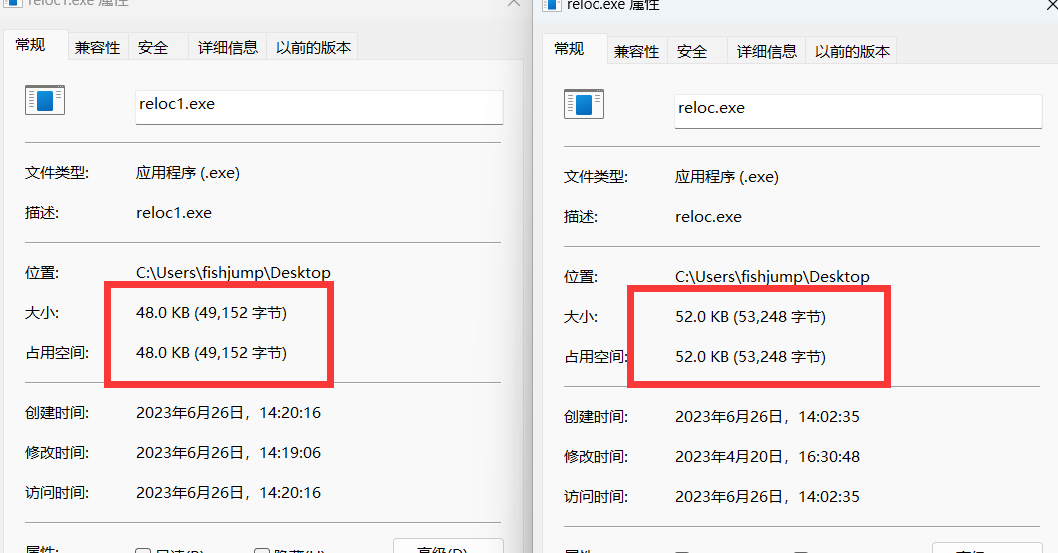 reloc1.exe 属性
常规
兼容性
安全
详细信息
以前的版本
reloc1.exe
文件类型:
应用程序 (.exe)
描述:
reloc1.exe
位置:
C:\Users\fishjump\Desktop
大小:
48.0 KB (49,152 字节)
占用空间:
48.0 KB (49,152 字节)
创建时间:
2023年6月26日，14:20:16
修改时间:
2023年6月26日，14:19:06
访问时间:
2023年6月26日，14:20:16
属性:
只读(R)
隐藏(H)
高级(D)...
reloc.exe 属性
常规
兼容性
安全
详细信息
以前的版本
reloc.exe
文件类型:
应用程序 (.exe)
描述:
reloc.exe
位置:
C:\Users\fishjump\Desktop
大小:
52.0 KB (53,248 字节)
占用空间:
52.0 KB (53,248 字节)
创建时间:
2023年6月26日，14:02:35
修改时间:
2023年4月20日，16:30:48
访问时间:
2023年6月26日，14:02:35